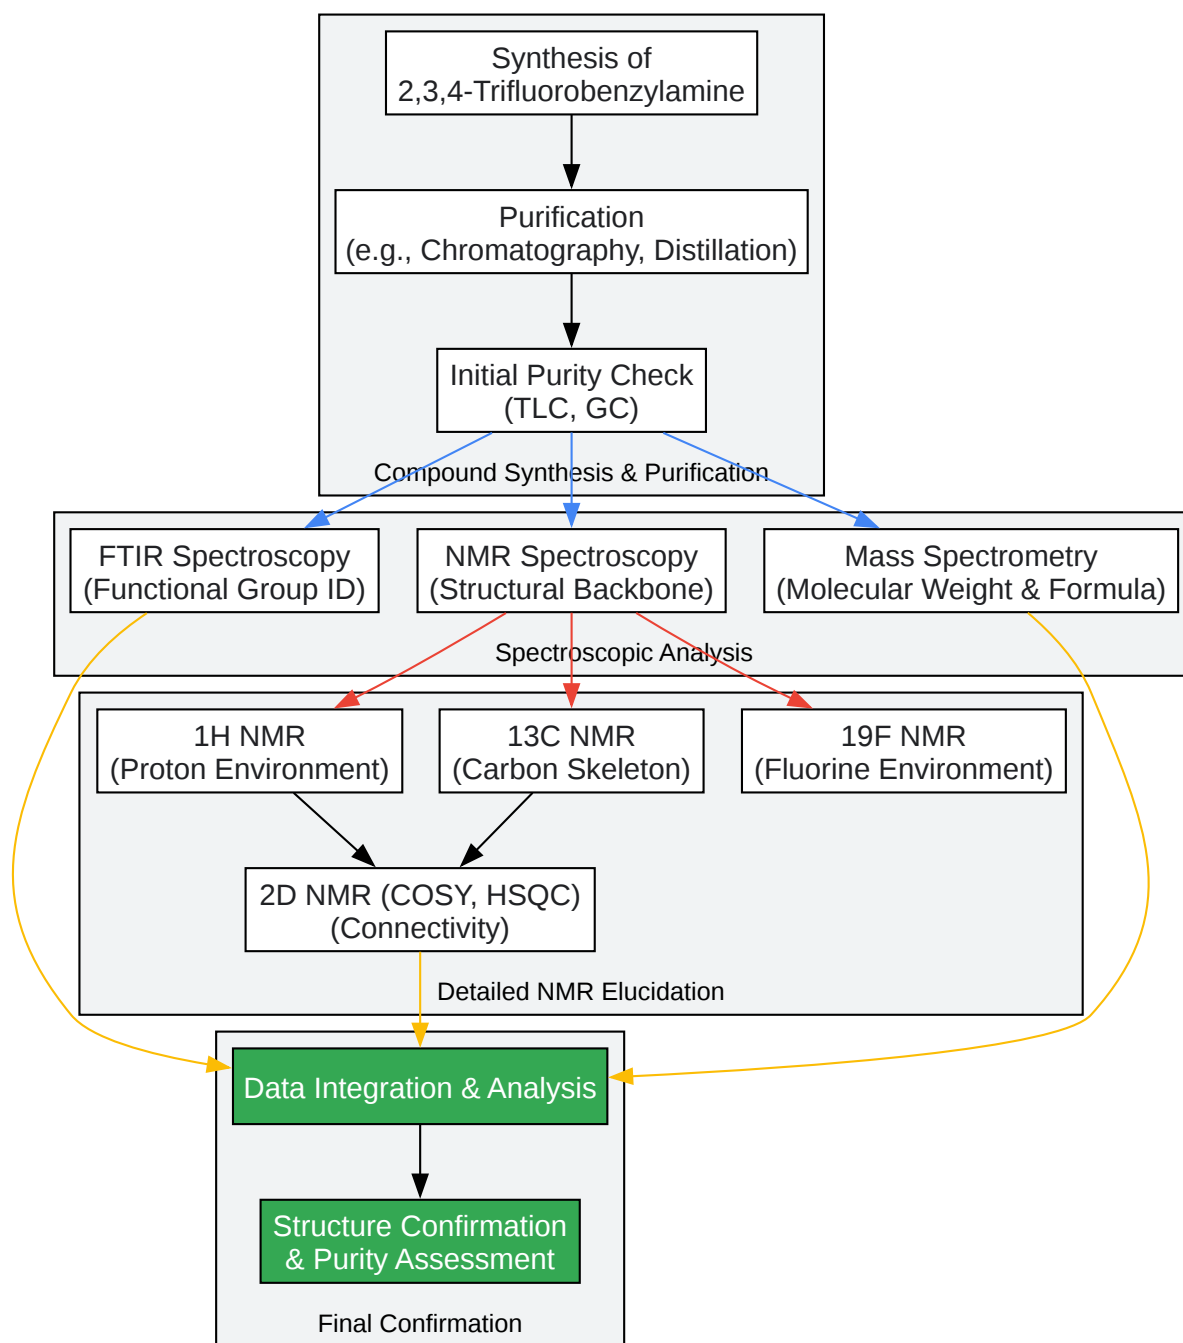 Synthesis of
2,3,4-Trifluorobenzylamine
Purification
(e.g., Chromatography, Distillation)
Initial Purity Check
(TLC, GC)
Compound Synthesis & Purification
FTIR Spectroscopy
(Functional Group ID)
NMR Spectroscopy
(Structural Backbone)
Mass Spectrometry
(Molecular Weight & Formula)
Spectroscopic Analysis
1H NMR
(Proton Environment)
13C NMR
(Carbon Skeleton)
19F NMR
(Fluorine Environment)
2D NMR (COSY, HSQC)
(Connectivity)
Detailed NMR Elucidation
Data Integration & Analysis
Structure Confirmation
& Purity Assessment
Final Confirmation